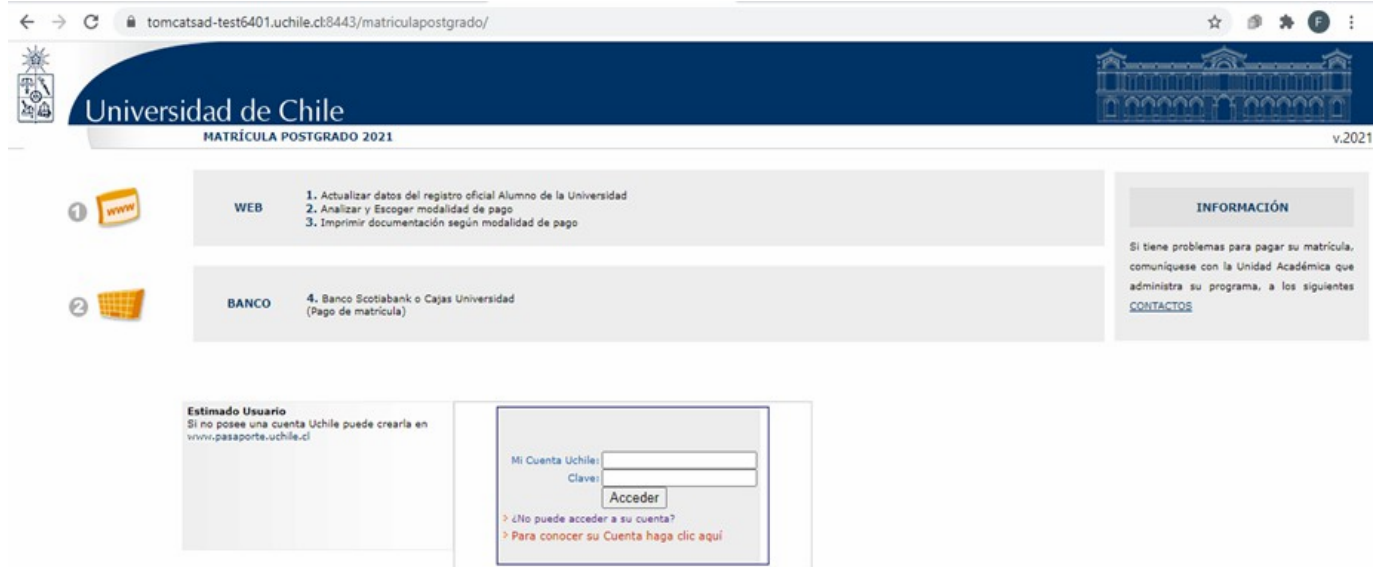 tomcatsad-test6401.uchile.cl:8443/matriculapostgrado/
F
Universidad de Chile
MATRÍCULA POSTGRADO 2021
v.2021
1
www
WEB
1. Actualizar datos del registro oficial Alumno de la Universidad
2. Analizar y Escoger modalidad de pago
3. Imprimir documentación según modalidad de pago
2
BANCO
4. Banco Scotiabank o Cajas Universidad
(Pago de matrícula)
INFORMACIÓN
Si tiene problemas para pagar su matrícula,
comuníquese con la Unidad Académica que
administra su programa, a los siguientes
CONTACTOS
Estimado Usuario
Si no posee una cuenta Uchile puede crearla en
www.pasaporte.uchile.cl
Mi Cuenta Uchile:
Clave:
Acceder
> ¿No puede acceder a su cuenta?
> Para conocer su Cuenta haga clic aquí